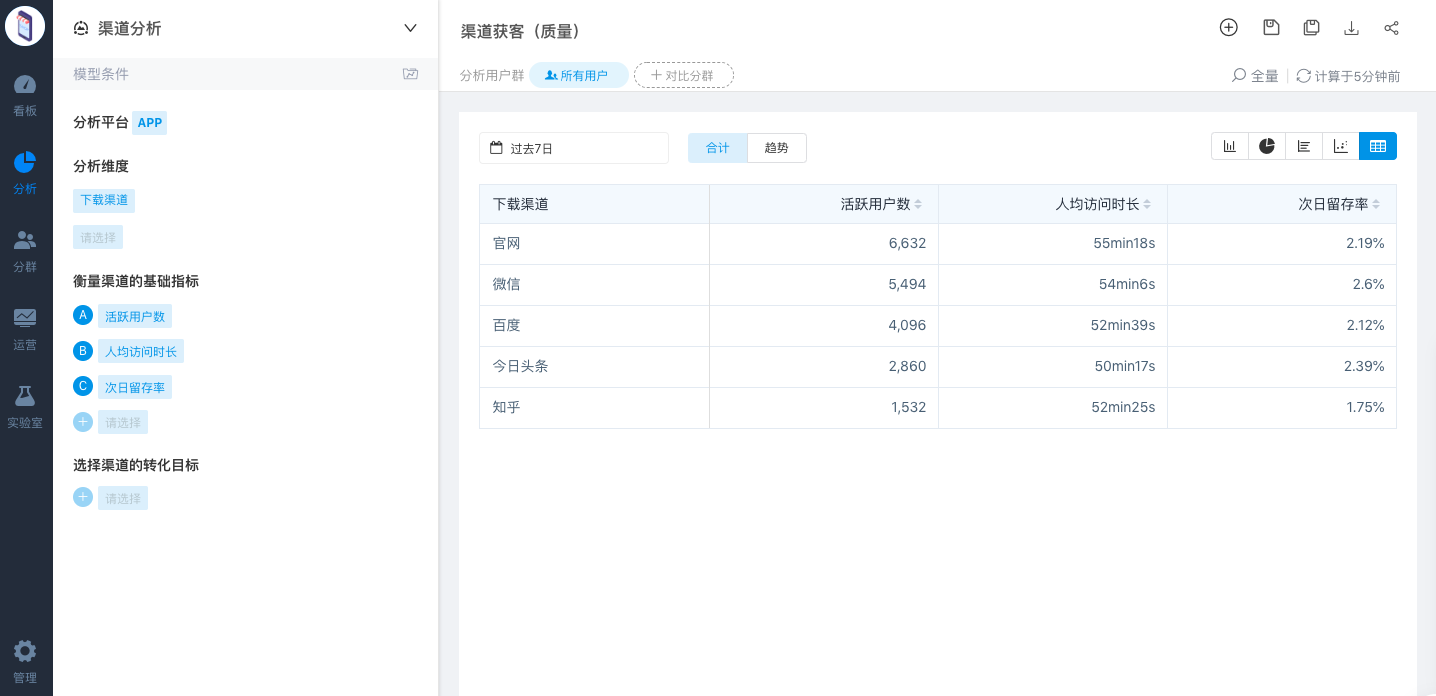 看板
分析
分群
运营
实验室
管理
渠道分析
模型条件
分析平台 APP
分析维度
下载渠道
请选择
衡量渠道的基础指标
A 活跃用户数
B 人均访问时长
C 次日留存率
请选择
选择渠道的转化目标
请选择
渠道获客（质量）
分析用户群 所有用户 对比分群
全量 计算于5分钟前
过去7日 合计 趋势
下载渠道 活跃用户数 人均访问时长 次日留存率
官网 6,632 55min18s 2.19%
微信 5,494 54min6s 2.6%
百度 4,096 52min39s 2.12%
今日头条 2,860 50min17s 2.39%
知乎 1,532 52min25s 1.75%